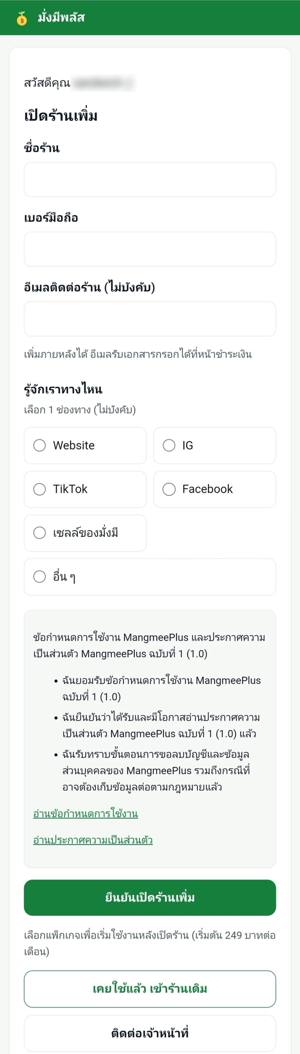 มั่งมีพลัส
สวัสดีคุณ
เปิดร้านเพิ่ม
ชื่อร้าน
เบอร์มือถือ
อีเมลติดต่อร้าน (ไม่บังคับ)
เพิ่มภายหลังได้ อีเมลรับเอกสารกรอกได้ที่หน้าชำระเงิน
รู้จักเราทางไหน
เลือก 1 ช่องทาง (ไม่บังคับ)
Website
IG
TikTok
Facebook
เซลล์ของมั่งมี
อื่น ๆ
ข้อกำหนดการใช้งาน MangmeePlus และประกาศความ
เป็นส่วนตัว MangmeePlus ฉบับที่ 1 (1.0)
• ฉันยอมรับข้อกำหนดการใช้งาน MangmeePlus
ฉบับที่ 1 (1.0)
• ฉันยืนยันว่าได้รับและมีโอกาสอ่านประกาศความ
เป็นส่วนตัว MangmeePlus ฉบับที่ 1 (1.0) แล้ว
• ฉันรับทราบขั้นตอนการขอลบบัญชีและข้อมูล
ส่วนบุคคลของ MangmeePlus รวมถึงกรณีที่
อาจต้องเก็บข้อมูลต่อตามกฎหมายแล้ว
อ่านข้อกำหนดการใช้งาน
อ่านประกาศความเป็นส่วนตัว
ยืนยันเปิดร้านเพิ่ม
เลือกแพ็กเกจเพื่อเริ่มใช้งานหลังเปิดร้าน (เริ่มต้น 249 บาทต่อ
เดือน)
เคยใช้แล้ว เข้าร้านเดิม
ติดต่อเจ้าหน้าที่